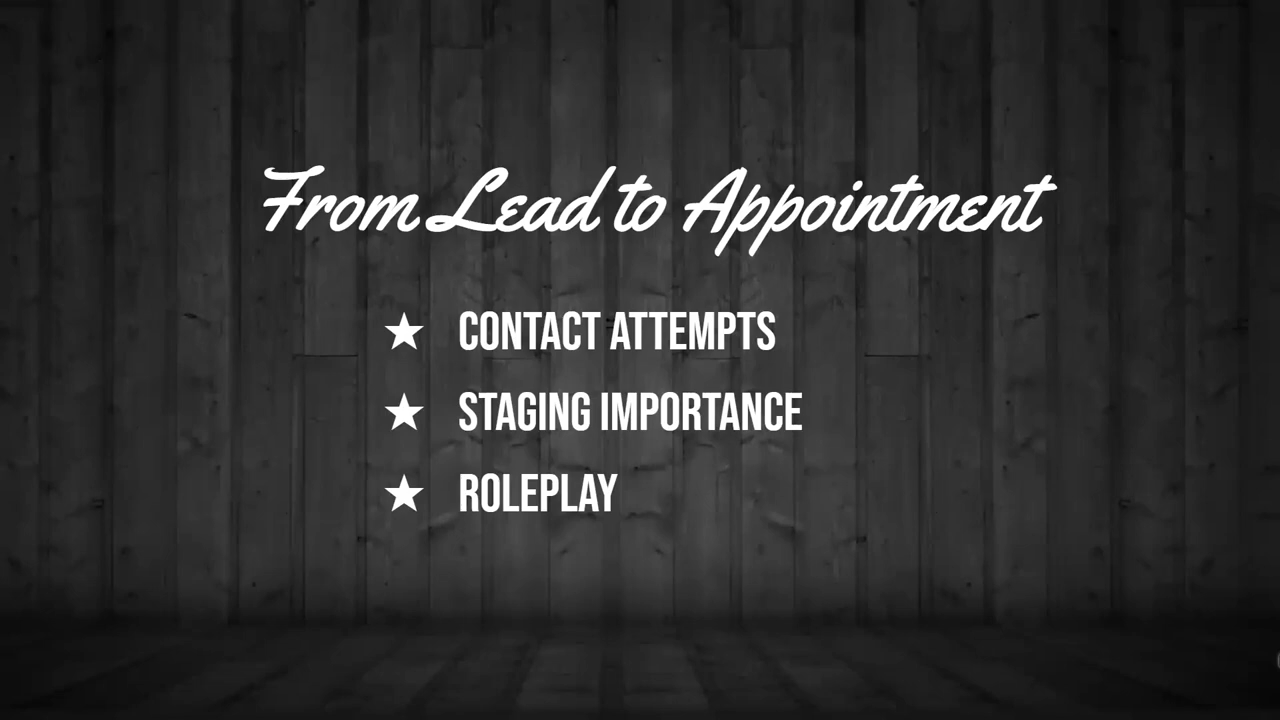 From Lead to Appointment
★ CONTACT ATTEMPTS
★ STAGING IMPORTANCE
★ ROLEPLAY